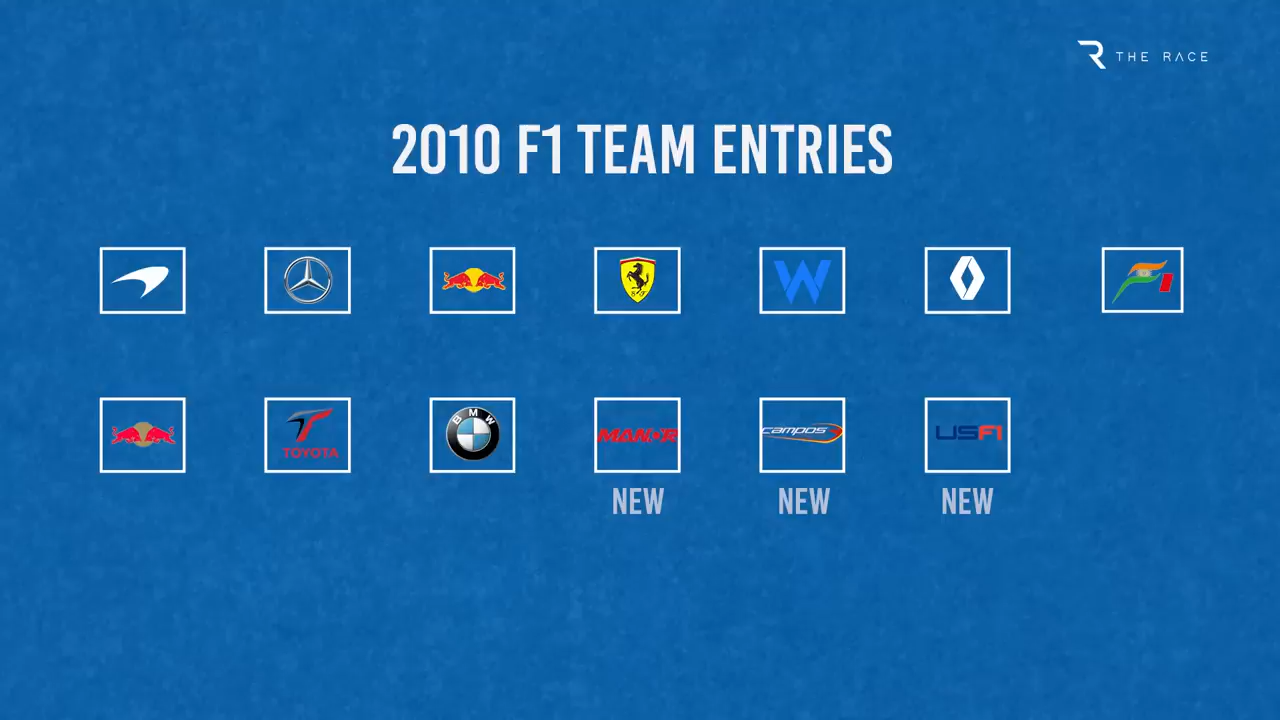 THE RACE
2010 F1 TEAM ENTRIES
TOYOTA
BMW
MANOR
campos
USF1
NEW
NEW
NEW